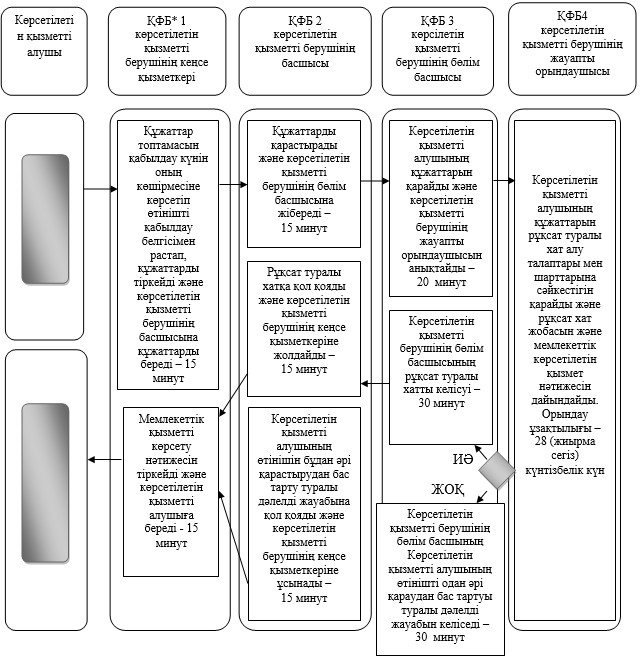 Көрсетілеті
н қызметті
алушы
ҚФБ* 1
көрсетілетін
қызметті
берушінің кеңсе
қызметкері
ҚФБ 2
көрсетілетін
қызметті берушінің
басшысы
ҚФБ 3
көрсілетін
қызметті
берушінің бөлім
басшысы
ҚФБ4
көрсетілетін
қызметті берушінің
жауапты
орындаушысы
Құжаттар
топтамасын
қабылдау күнін
оның
көшірмесіне
көрсетіп
өтінішті
қабылдау
белгісімен
растап,
құжаттарды
тіркейді және
көрсетілетін
қызметті
берушінің
басшысына
құжаттарды
береді – 15
минут
Құжаттарды
қарастырады
және көрсетілетін
қызметті
берушінің бөлім
басшысына
жібереді –
15 минут
Көрсетілетін
қызметті
алушының
құжаттарын
қарайды және
көрсетілетін
қызметті
берушінің
жауапты
орындаушысын
анықтайды –
20 минут
Көрсетілетін
қызметті
алушының
құжаттарын
рұқсат туралы
хат алу
талаптары мен
шарттарына
сәйкестігін
қарайды және
рұқсат хат
жобасын және
мемлекеттік
көрсетілетін
қызмет
нәтижесін
дайындайды.
Орындау
ұзақтылығы –
28 (жиырма
сегіз)
күнтізбелік күн
Рұқсат туралы
хатқа қол қояды
және көрсетілетін
қызметті
берушінің кеңсе
қызметкеріне
жолдайды –
15 минут
Көрсетілетін
қызметті
берушінің бөлім
басшысының
рұқсат туралы
хатты келісуі –
30 минут
Мемлекеттік
қызметті
көрсету
нәтижесін
тіркейді және
көрсетілетін
қызметті
алушыға
береді - 15
минут
Көрсетілетін
қызметті
алушының
өтінішін бұдан әрі
қарастырудан бас
тарту туралы
дәлелді жауабына
қол қояды және
көрсетілетін
қызметті
берушінің кеңсе
қызметкеріне
ұсынады –
15 минут
ИӘ
ЖОҚ
Көрсетілетін
қызметті берушінің
бөлім басшының
Көрсетілетін
қызметті алушының
өтінішті одан әрі
қараудан бас тартуы
туралы дәлелді
жауабын келіседі –
30 минут